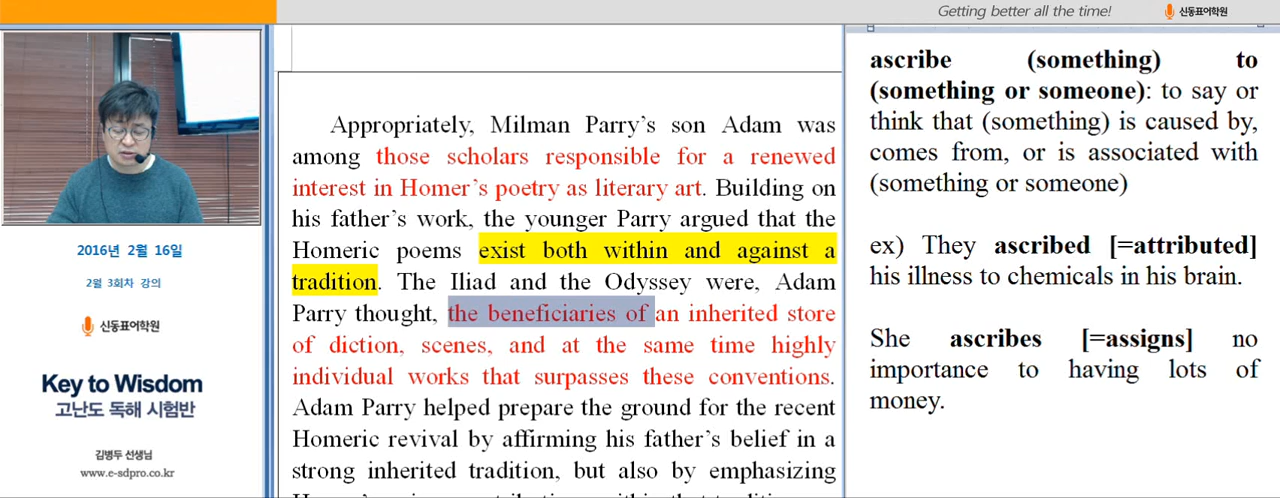 Getting better all the time!
신동표어학원
2016년 2월 16일
2월 3회차 강의
신동표어학원
Key to Wisdom
고난도 독해 시험반
김병두 선생님
www.e-sdpro.co.kr
Appropriately, Milman Parry's son Adam was
among those scholars responsible for a renewed
interest in Homer's poetry as literary art. Building on
his father's work, the younger Parry argued that the
Homeric poems exist both within and against a
tradition. The Iliad and the Odyssey were, Adam
Parry thought, the beneficiaries of an inherited store
of diction, scenes, and at the same time highly
individual works that surpasses these conventions.
Adam Parry helped prepare the ground for the recent
Homeric revival by affirming his father's belief in a
strong inherited tradition, but also by emphasizing
ascribe (something) to
(something or someone): to say or
think that (something) is caused by,
comes from, or is associated with
(something or someone)
ex) They ascribed [=attributed]
his illness to chemicals in his brain.
She ascribes [=assigns] no
importance to having lots of
money.